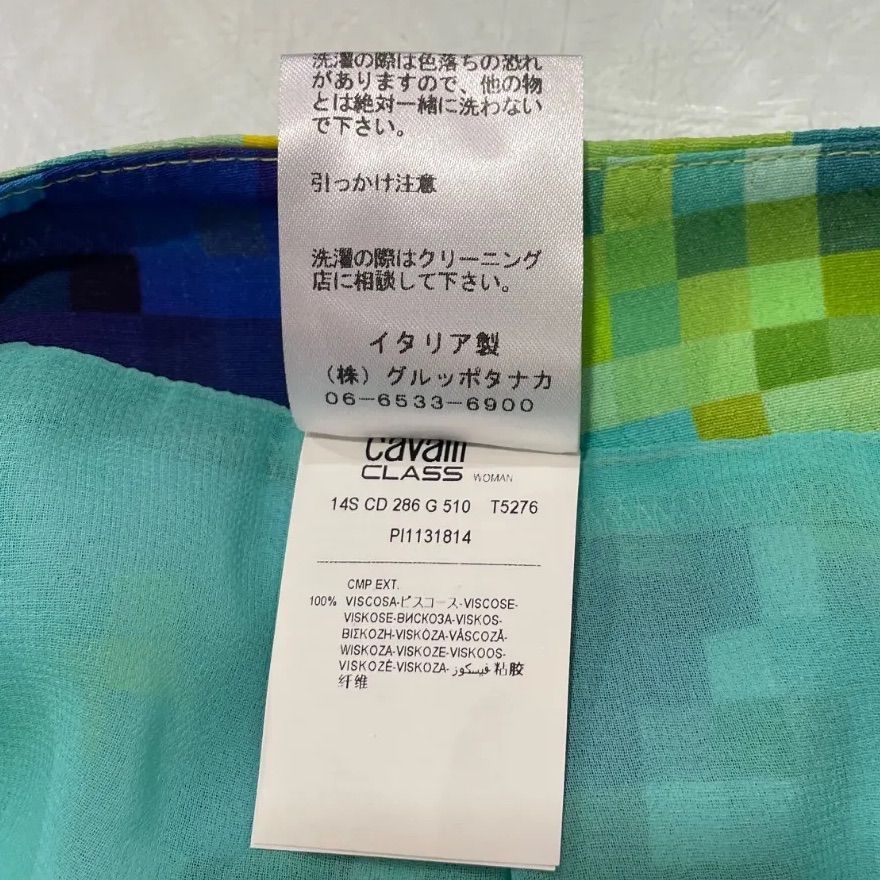 洗濯の際は色落ちの恐れ
がありますので、他の物
とは絶対一緒に洗わない
で下さい。
引っかけ注意
洗濯の際はクリーニング
店に相談して下さい。
イタリア製
(株) グルッポタナカ
06-6533-6900
cavalli
CLASS WOMAN
14S CD 286 G 510 T5276
PI1131814
CMP EXT.
100% VISCOSA-ビスコース-VISCOSE-
VISKOSE-ВИСКОЗА-VISKOS-
ΒΙΣΚΟΖΗ-VISKÓZA-VÂSCOZĂ-
WISKOZA-VISKOZE-VISKOOS-
VISKOZĖ-VISKOZA- فيسكوز 粘胶
纤维